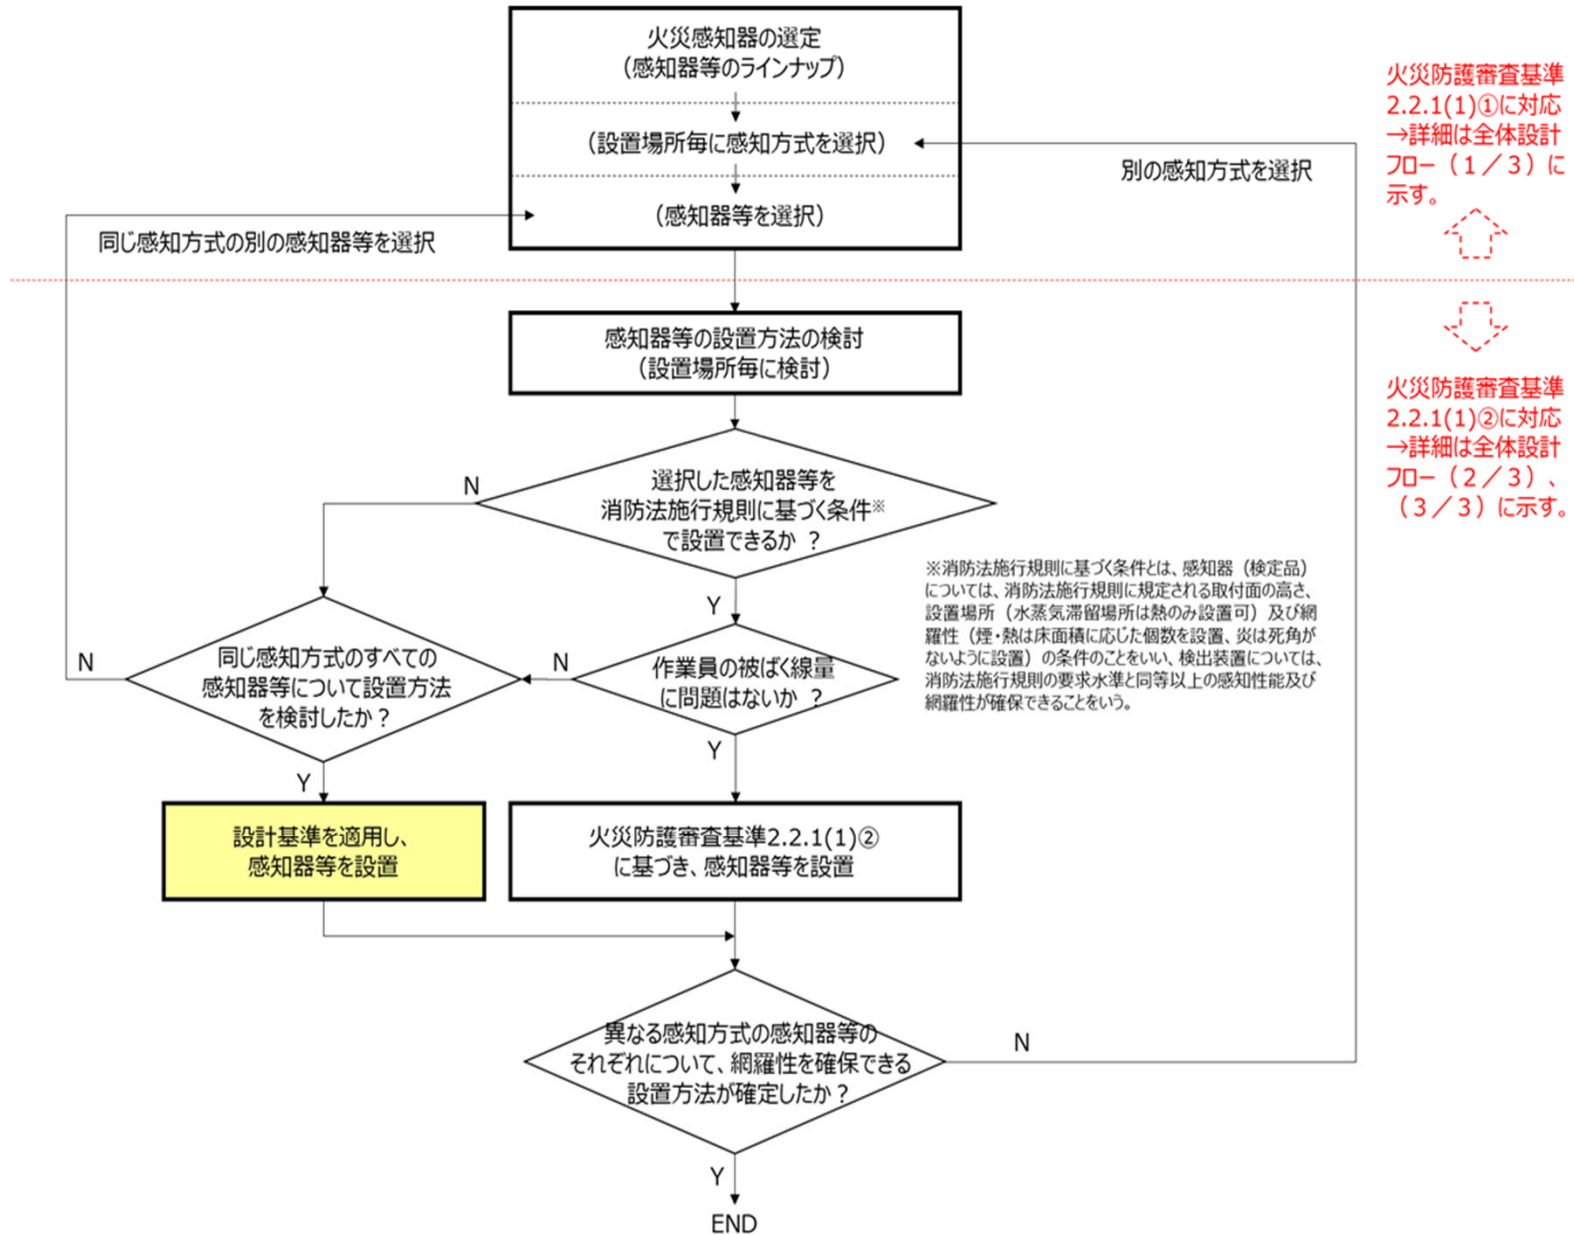 火災感知器の選定
（感知器等のラインナップ）
（設置場所毎に感知方式を選択）
（感知器等を選択）
別の感知方式を選択
同じ感知方式の別の感知器等を選択
火災防護審査基準
2.2.1(1)①に対応
→詳細は全体設計
フロー（１／３）に
示す。
感知器等の設置方法の検討
（設置場所毎に検討）
火災防護審査基準
2.2.1(1)②に対応
→詳細は全体設計
フロー（２／３）、
（３／３）に示す。
選択した感知器等を
消防法施行規則に基づく条件※
で設置できるか ？
N
Y
※消防法施行規則に基づく条件とは、感知器（検定品）
については、消防法施行規則に規定される取付面の高さ、
設置場所（水蒸気滞留場所は熱のみ設置可）及び網
羅性（煙・熱は床面積に応じた個数を設置、炎は死角が
ないように設置）の条件のことをいい、検出装置については、
消防法施行規則の要求水準と同等以上の感知性能及び
網羅性が確保できることをいう。
作業員の被ばく線量
に問題はないか ？
N
Y
同じ感知方式のすべての
感知器等について設置方法
を検討したか？
N
Y
設計基準を適用し、
感知器等を設置
火災防護審査基準2.2.1(1)②
に基づき、感知器等を設置
異なる感知方式の感知器等の
それぞれについて、網羅性を確保できる
設置方法が確定したか？
N
Y
END